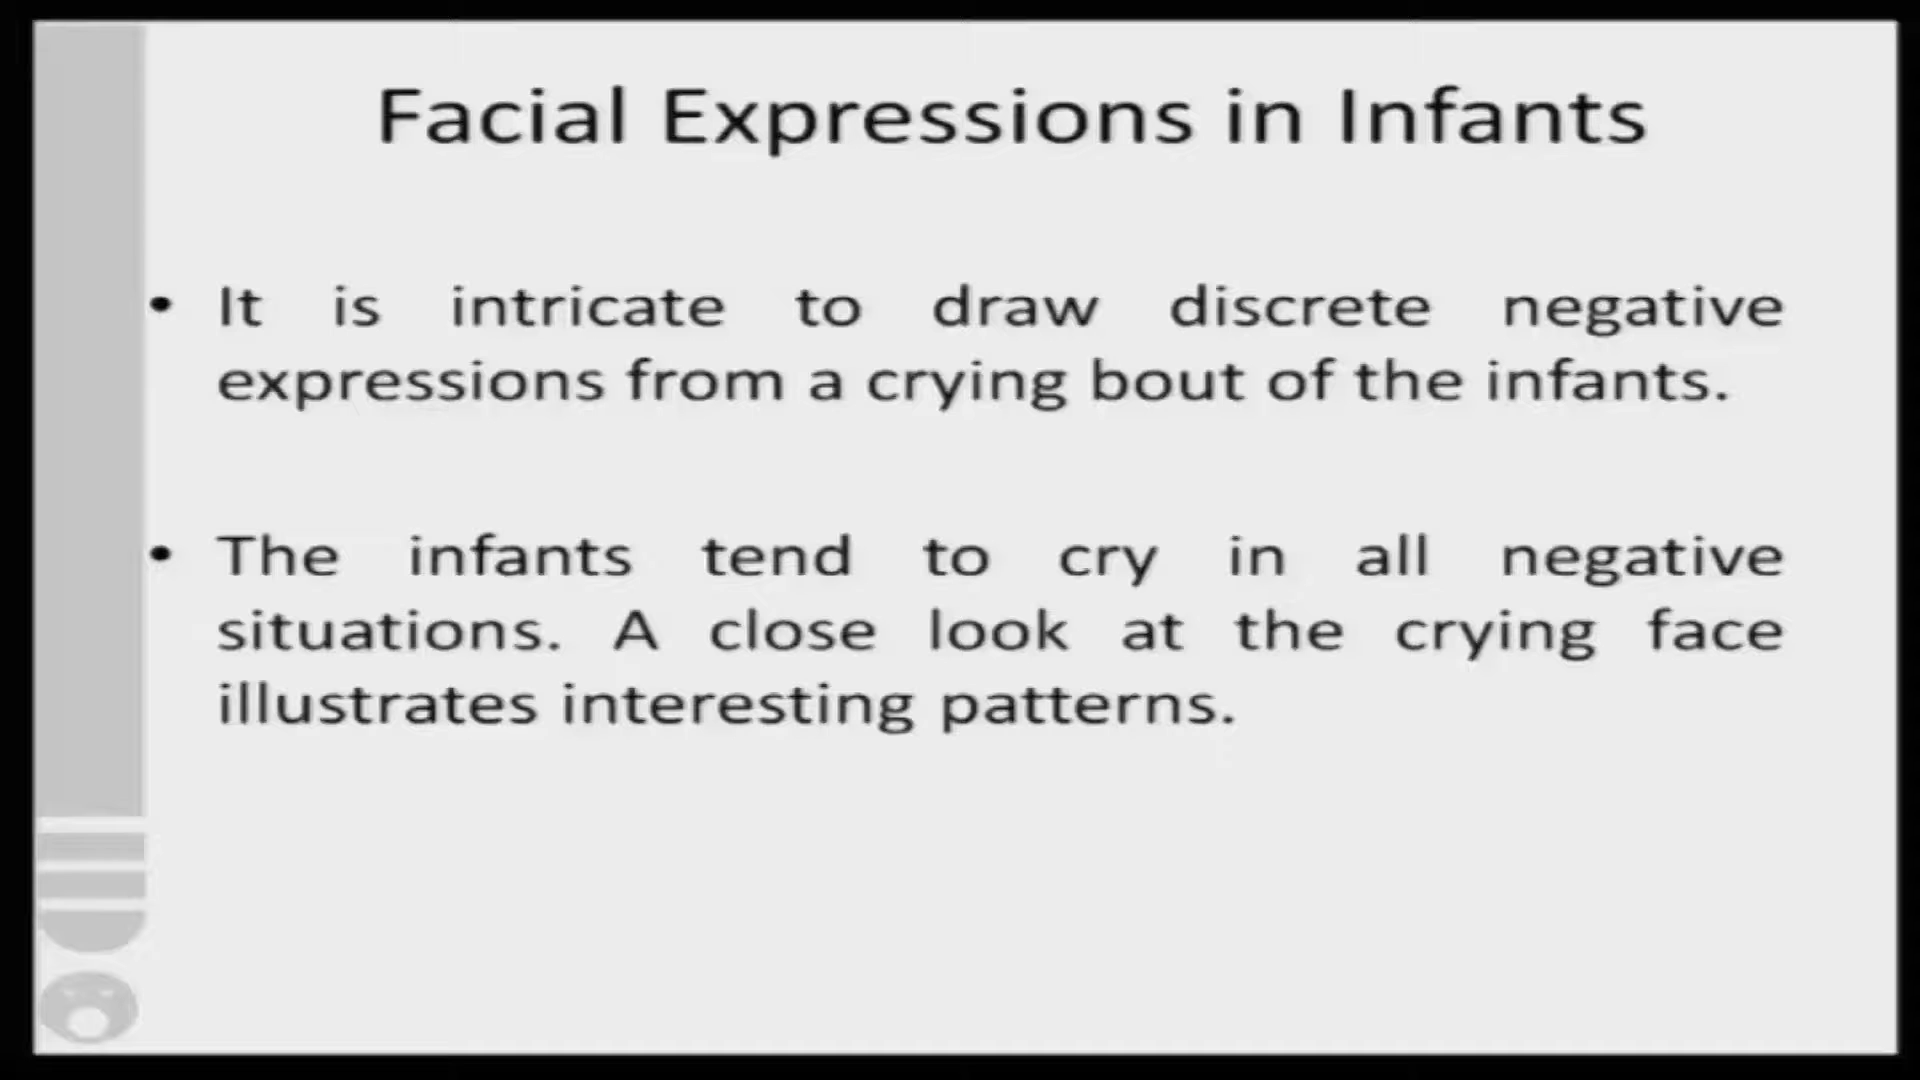 Facial Expressions in Infants
• It is intricate to draw discrete negative
expressions from a crying bout of the infants.
• The infants tend to cry in all negative
situations. A close look at the crying face
illustrates interesting patterns.